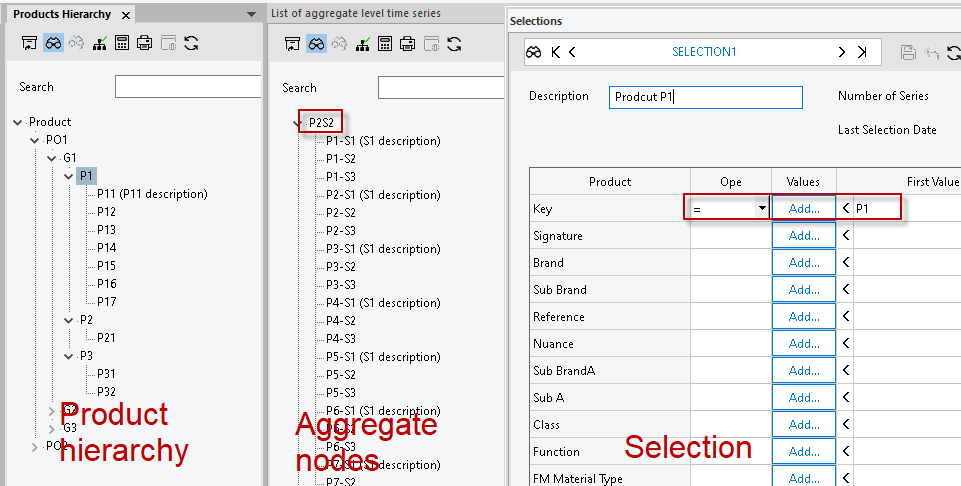 Products Hierarchy
Search
Product
PO1
G1
P1
P11 (P11 description)
P12
P13
P14
P15
P16
P17
P2
P21
P3
P31
P32
G2
G3
PO2
Product
hierarchy
List of aggregate level time series
Search
P2S2
P1-S1 (S1 description)
P1-S2
P1-S3
P2-S1 (S1 description)
P2-S2
P2-S3
P3-S1 (S1 description)
P3-S2
P3-S3
P4-S1 (S1 description)
P4-S2
P4-S3
P5-S1 (S1 description)
P5-S2
P5-S3
P6-S1 (S1 description)
P6-S2
P6-S3
P7-S1 (S1 description)
P7-S2
Aggregate
nodes
Selections
SELECTION1
Description Prodcut P1 Number of Series
Last Selection Date
Product Ope Values First Value
Key = Add... < P1
Signature Add... <
Brand Add... <
Sub Brand Add... <
Reference Add... <
Nuance Add... <
Sub BrandA Add... <
Sub A Add... <
Class Add... <
Function Add... <
FM Material Type Add... <
Selection